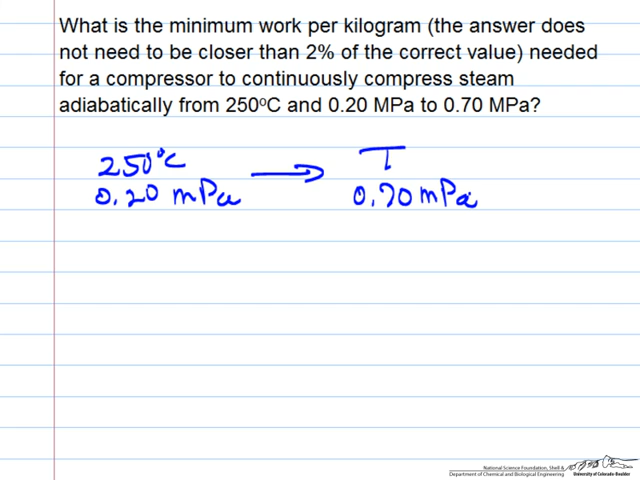 What is the minimum work per kilogram (the answer does
not need to be closer than 2% of the correct value) needed
for a compressor to continuously compress steam
adiabatically from 250ºC and 0.20 MPa to 0.70 MPa?
250°C → T
0.20 mPa 0.70 mPa
National Science Foundation, Shell &
Department of Chemical and Biological Engineering
University of Colorado-Boulder